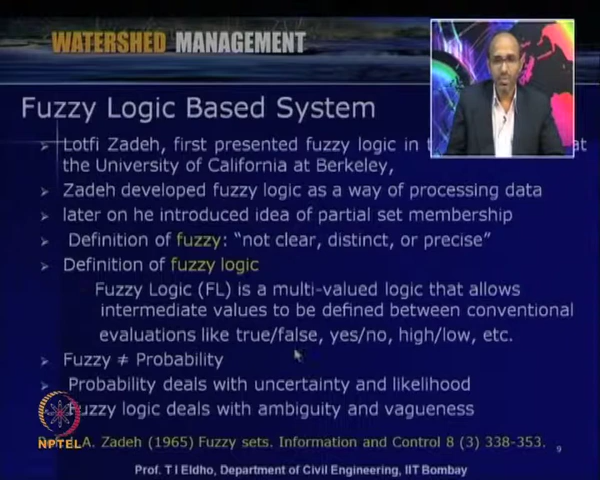 WATERSHED MANAGEMENT
Fuzzy Logic Based System
Lotfi Zadeh, first presented fuzzy logic in at
the University of California at Berkeley,
Zadeh developed fuzzy logic as a way of processing data
later on he introduced idea of partial set membership
Definition of fuzzy: “not clear, distinct, or precise”
Definition of fuzzy logic
Fuzzy Logic (FL) is a multi-valued logic that allows
intermediate values to be defined between conventional
evaluations like true/false, yes/no, high/low, etc.
Fuzzy ≠ Probability
Probability deals with uncertainty and likelihood
Fuzzy logic deals with ambiguity and vagueness
A. Zadeh (1965) Fuzzy sets. Information and Control 8 (3) 338-353.
NPTEL
9
Prof. T I Eldho, Department of Civil Engineering, IIT Bombay